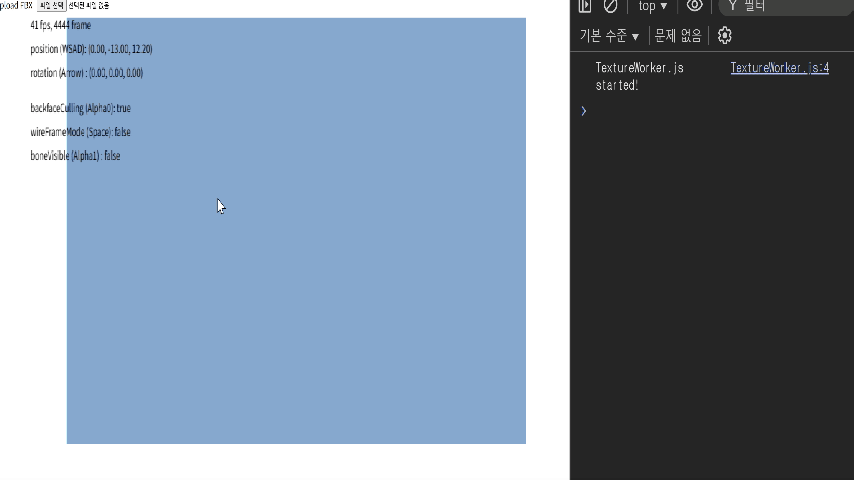 pload FBX 파일 선택 선택된 파일 없음
41 fps, 4444 frame
position (WSAD): (0.00, -13.00, 12.20)
rotation (Arrow) : (0.00, 0.00, 0.00)
backfaceCulling (Alpha0): true
wireFrameMode (Space): false
boneVisible (Alpha1) : false
top ▼ 필터
기본 수준 ▼ 문제 없음
TextureWorker.js TextureWorker.js:4
started!